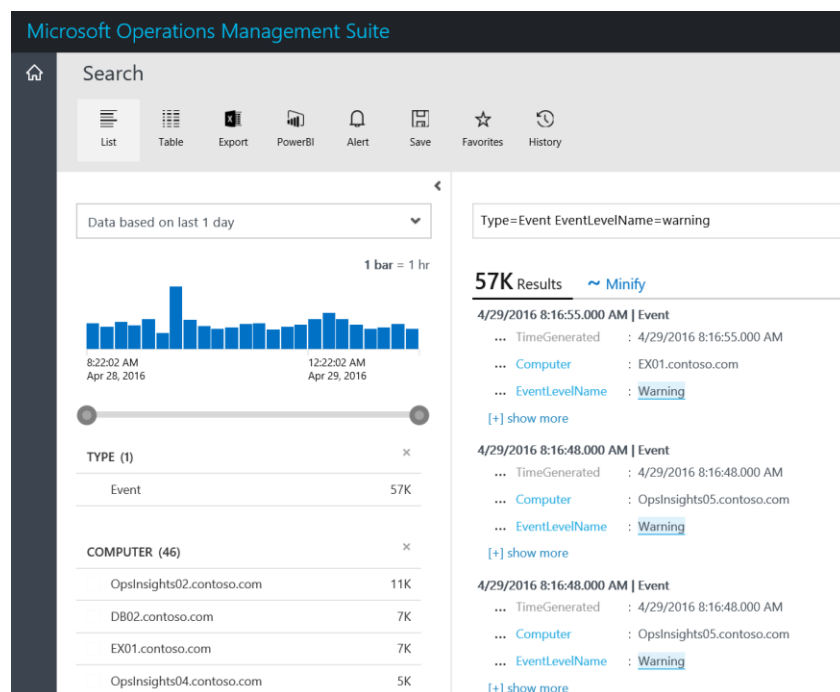 Microsoft Operations Management Suite
Search
List Table Export PowerBI Alert Save Favorites History
Data based on last 1 day
1 bar = 1 hr
8:22:02 AM 12:22:02 AM
Apr 28, 2016 Apr 29, 2016
TYPE (1)
Event 57K
COMPUTER (46)
OpsInsights02.contoso.com 11K
DB02.contoso.com 7K
EX01.contoso.com 7K
OpsInsights04.contoso.com 5K
Type=Event EventLevelName=warning
57K Results ~ Minify
4/29/2016 8:16:55.000 AM | Event
... TimeGenerated : 4/29/2016 8:16:55.000 AM
... Computer : EX01.contoso.com
... EventLevelName : Warning
[+] show more
4/29/2016 8:16:48.000 AM | Event
... TimeGenerated : 4/29/2016 8:16:48.000 AM
... Computer : OpsInsights05.contoso.com
... EventLevelName : Warning
[+] show more
4/29/2016 8:16:48.000 AM | Event
... TimeGenerated : 4/29/2016 8:16:48.000 AM
... Computer : OpsInsights05.contoso.com
... EventLevelName : Warning
[+] show more